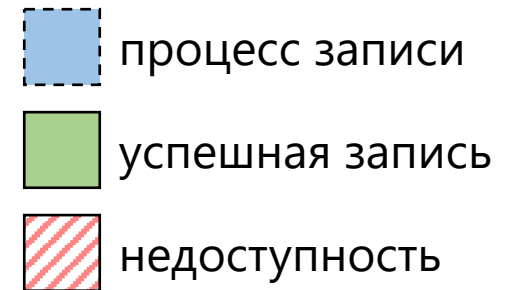 процесс записи
успешная запись
недоступность